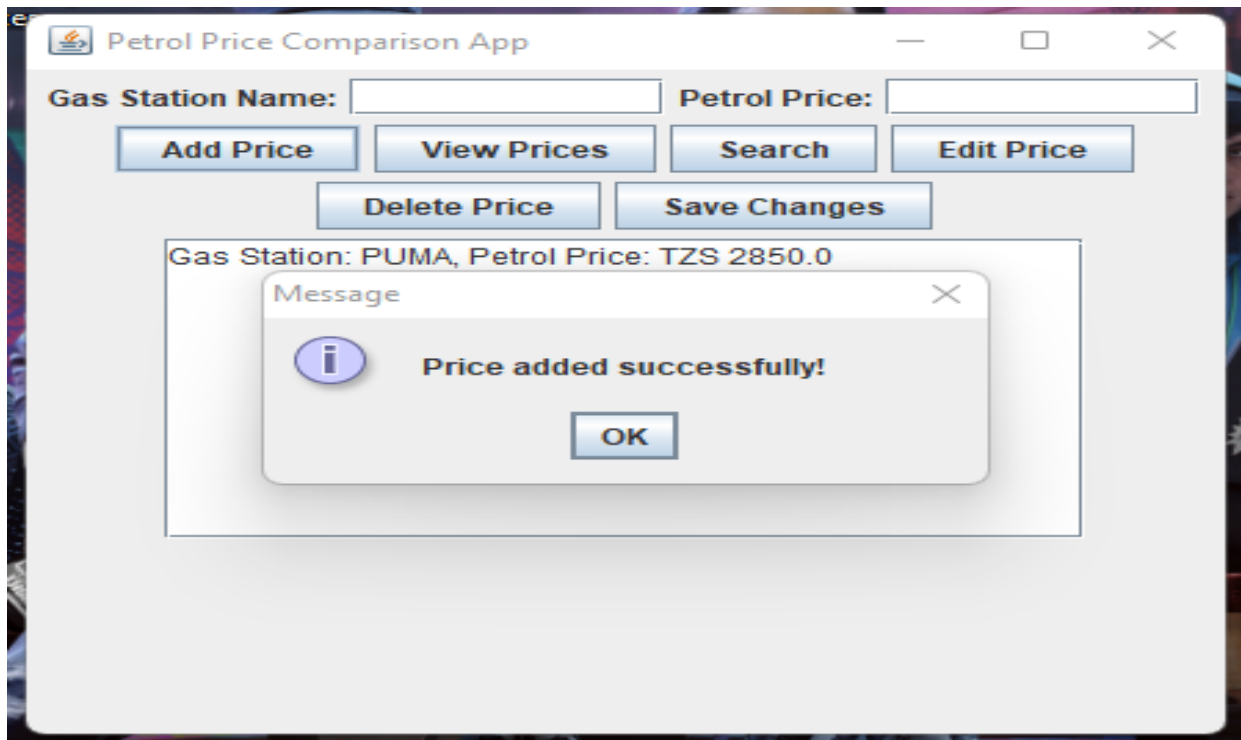 Petrol Price Comparison App
Gas Station Name: Petrol Price:
Add Price View Prices Search Edit Price
Delete Price Save Changes
Gas Station: PUMA, Petrol Price: TZS 2850.0
Message
i
Price added successfully!
OK